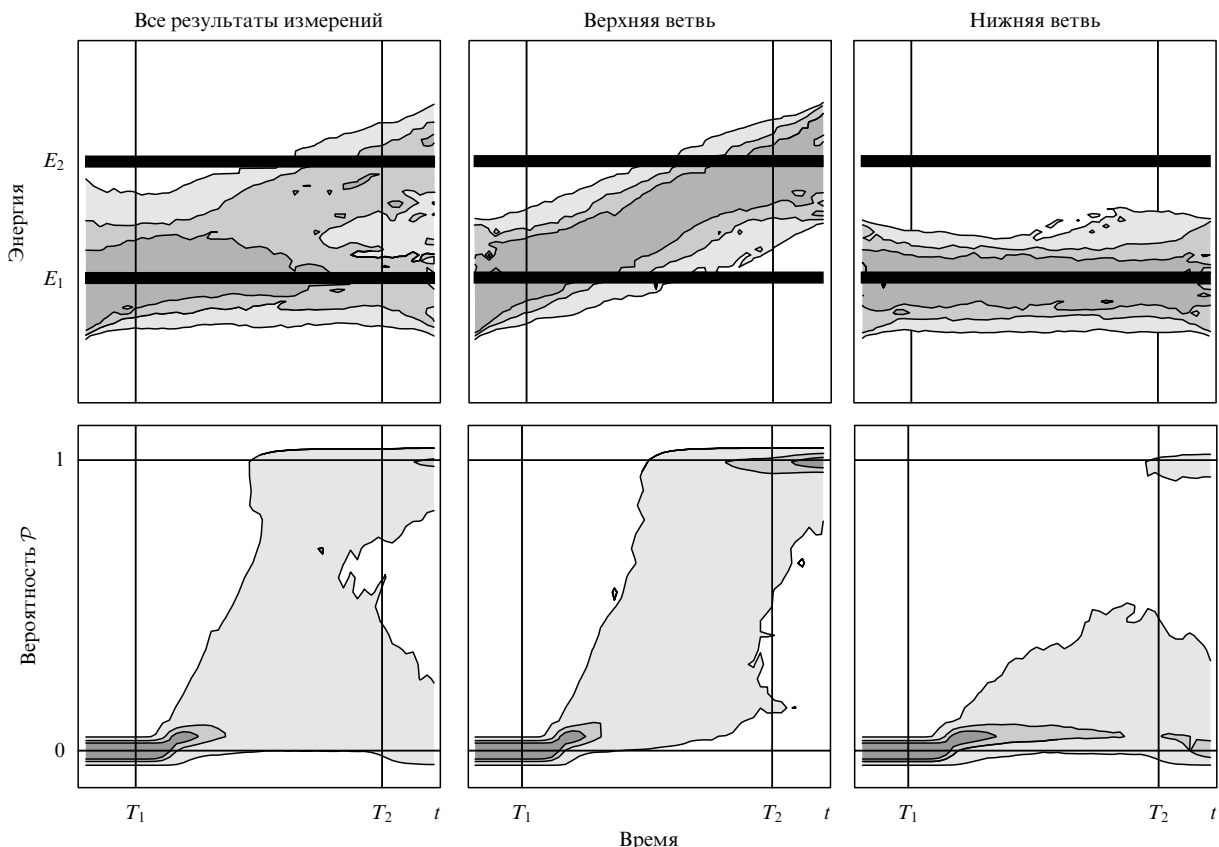 Все результаты измерений
Верхняя ветвь
Нижняя ветвь
Энергия
E₂
E₁
Вероятность 𝒫
1
0
T₁
T₂
t
T₁
T₂
t
T₁
T₂
t
Время